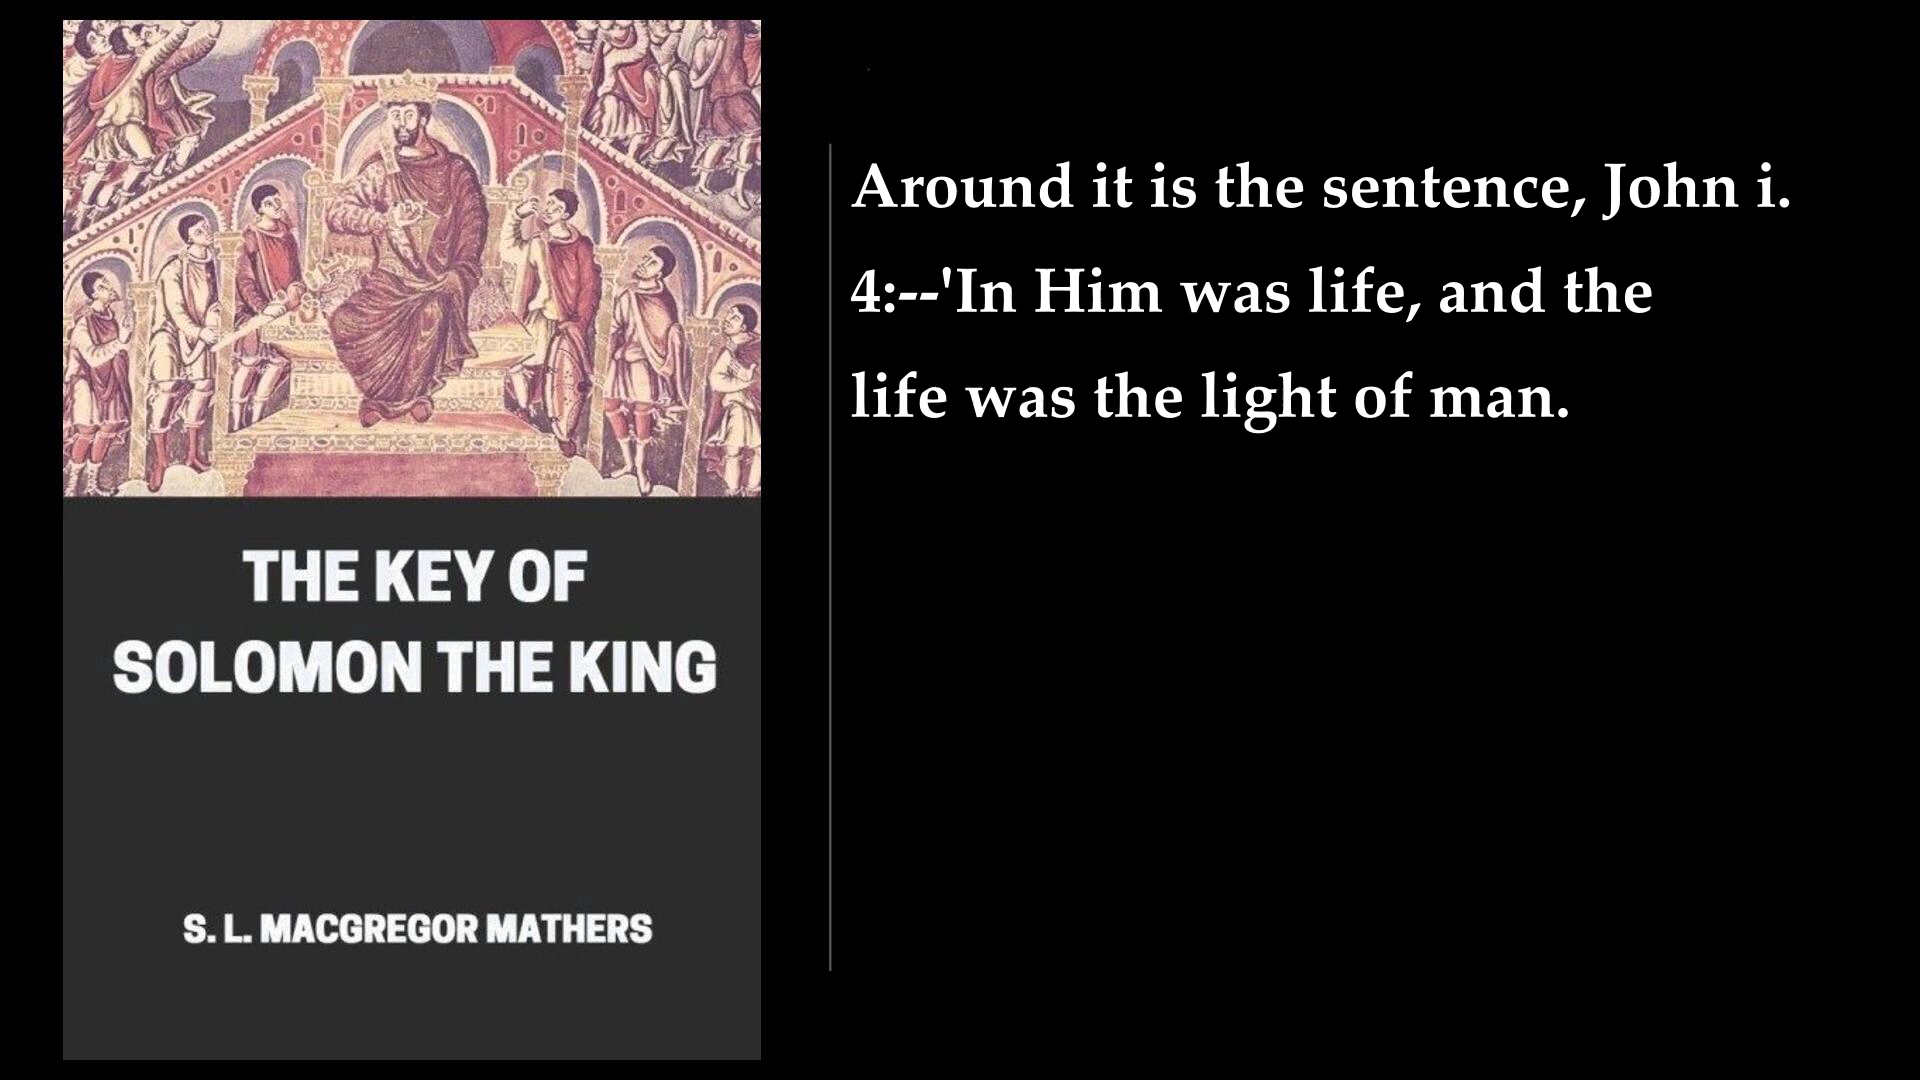 THE KEY OF
SOLOMON THE KING
S. L. MACGREGOR MATHERS
Around it is the sentence, John i.
4:--'In Him was life, and the
life was the light of man.